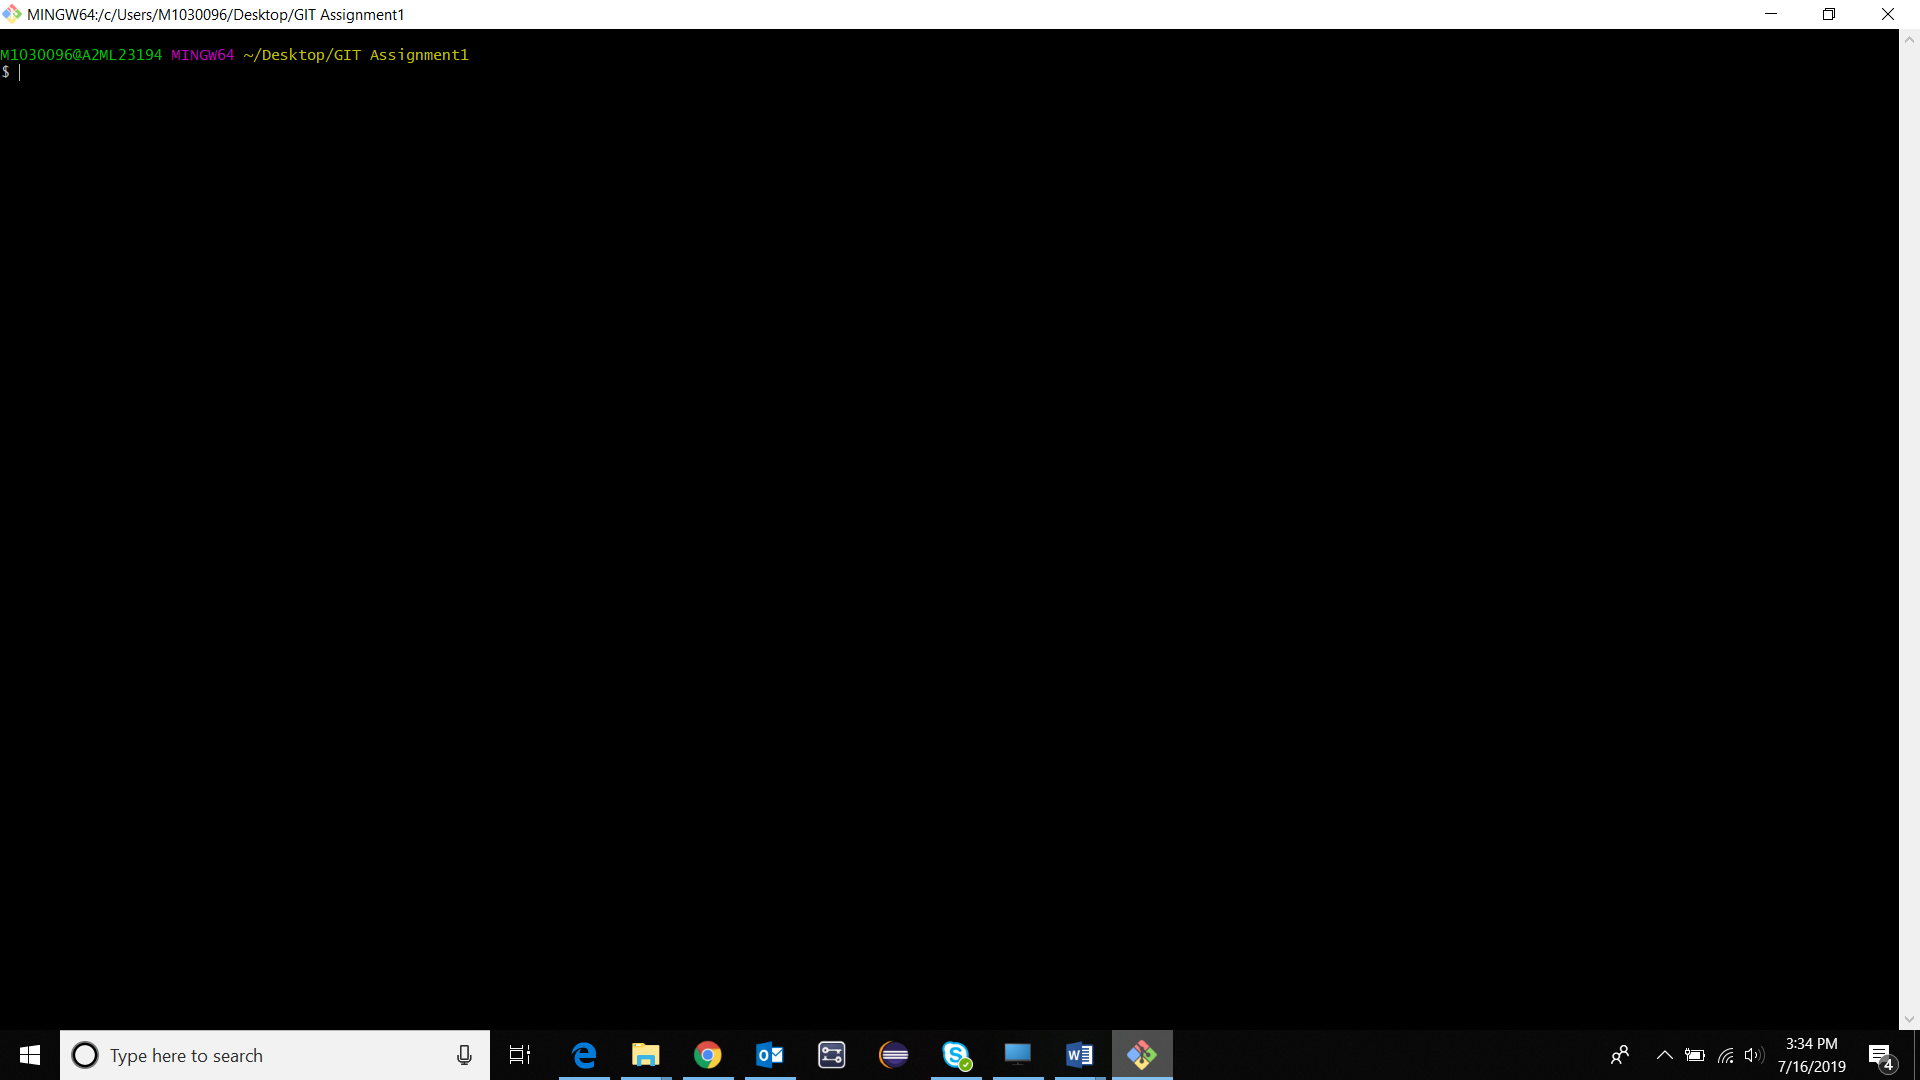 MINGW64:/c/Users/M1030096/Desktop/GIT Assignment1
M1030096@A2ML23194 MINGW64 ~/Desktop/GIT Assignment1
$
Type here to search
3:34 PM
7/16/2019
4